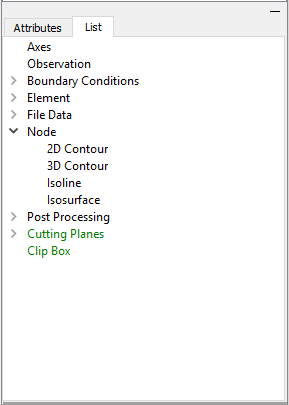 Attributes List
Axes
Observation
Boundary Conditions
Element
File Data
Node
2D Contour
3D Contour
Isoline
Isosurface
Post Processing
Cutting Planes
Clip Box